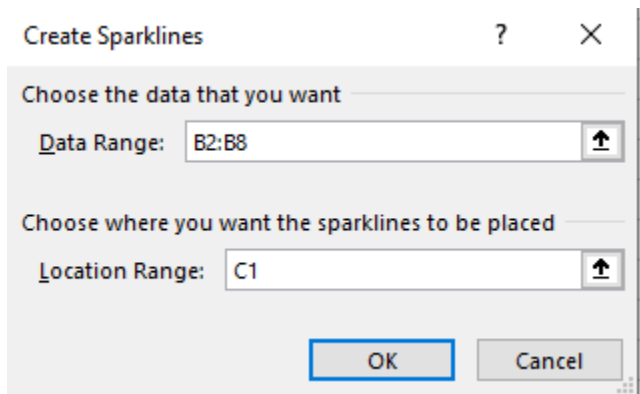 Create Sparklines ?
Choose the data that you want
Data Range: B2:B8
Choose where you want the sparklines to be placed
Location Range: C1
OK Cancel